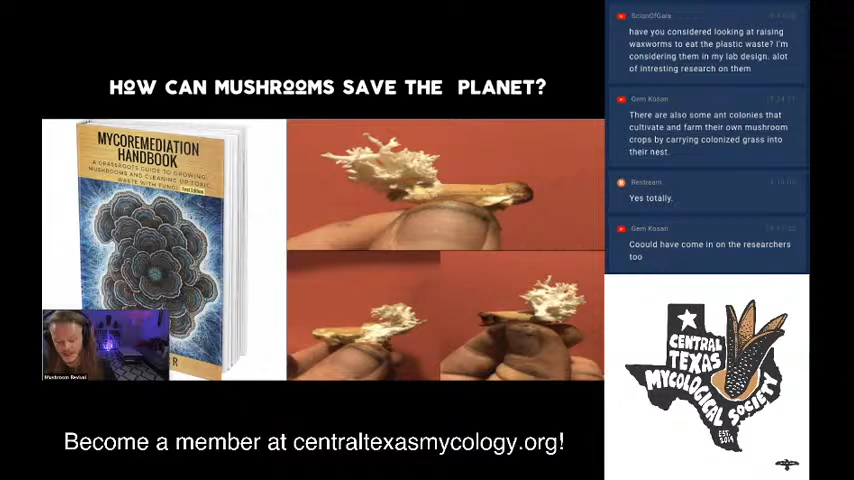 HOW CAN MUSHROOMS SAVE THE PLANET?
MYCOREMEDIATION
HANDBOOK
A GRASSROOTS GUIDE TO GROWING
MUSHROOMS AND CLEANING UP TOXIC
WASTE WITH FUNGI
R
Mushroom Revival
Become a member at centraltexasmycology.org!
ScionOfGaia
have you considered looking at raising
waxworms to eat the plastic waste? I'm
considering them in my lab design. alot
of intresting research on them
Gem Kosan
There are also some ant colonies that
cultivate and farm their own mushroom
crops by carrying colonized grass into
their nest.
Restream
Yes totally.
Gem Kosan
Coould have come in on the researchers
too
CENTRAL
TEXAS
MYCOLOGICAL SOCIETY
EST.
2019